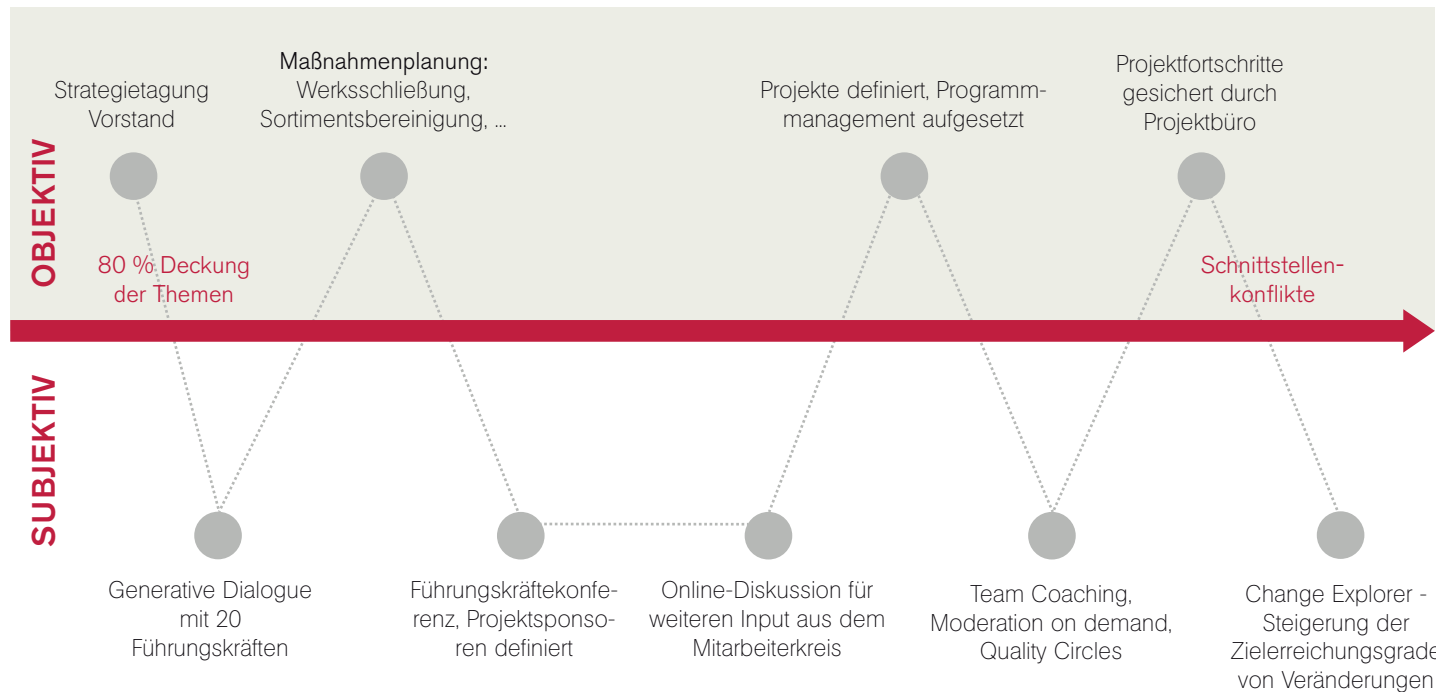 OBJEKTIV
Strategietagung
Vorstand
Maßnahmenplanung:
Werksschließung,
Sortimentsbereinigung, ...
Projekte definiert, Programm-
management aufgesetzt
Projektfortschritte
gesichert durch
Projektbüro
80 % Deckung
der Themen
Schnittstellen-
konflikte
SUBJEKTIV
Generative Dialogue
mit 20
Führungskräften
Führungskräftekonfe-
renz, Projektsponso-
ren definiert
Online-Diskussion für
weiteren Input aus dem
Mitarbeiterkreis
Team Coaching,
Moderation on demand,
Quality Circles
Change Explorer -
Steigerung der
Zielerreichungsgrade
von Veränderungen